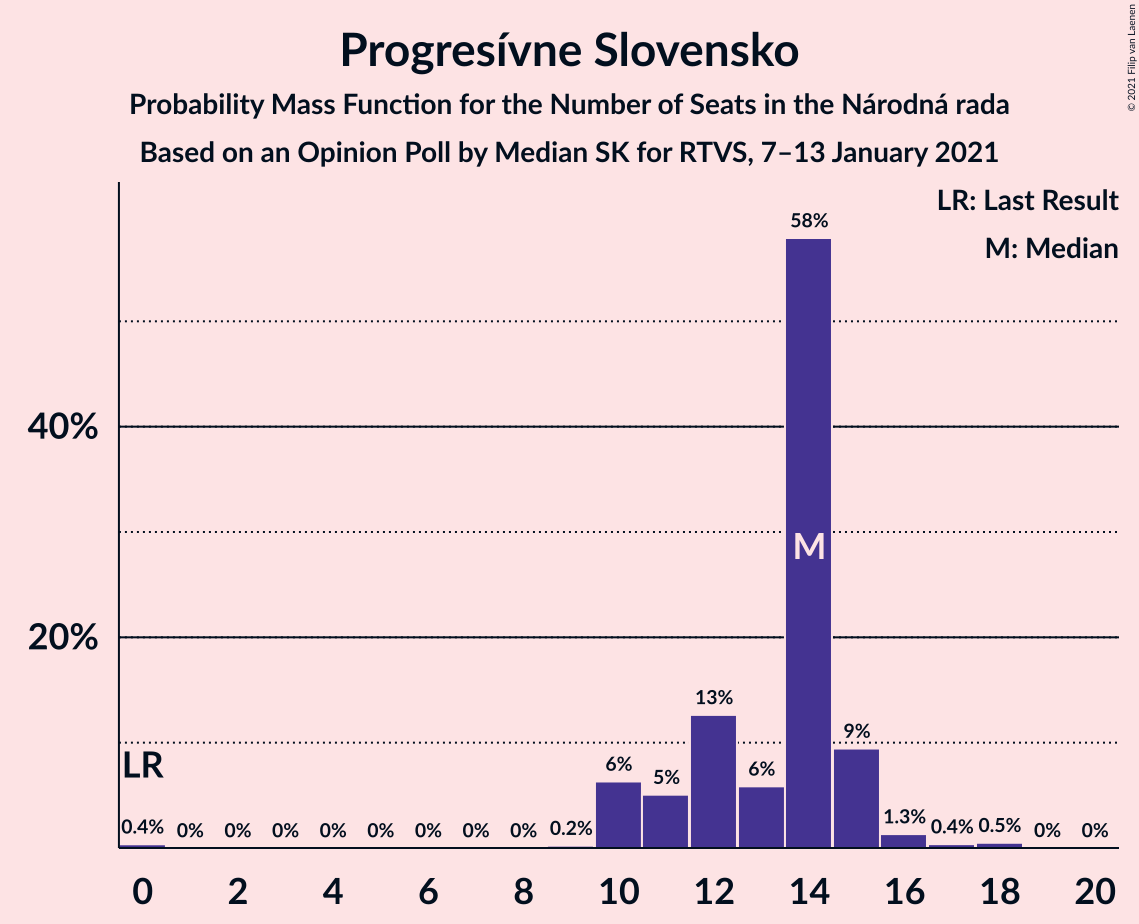 Progresívne Slovensko
Probability Mass Function for the Number of Seats in the Národná rada
Based on an Opinion Poll by Median SK for RTVS, 7–13 January 2021
© 2021 Filip van Laenen
LR: Last Result
M: Median
58%
40%
M
20%
13%
9%
LR
6%
5%
6%
0.4%
0%
0%
0%
0%
0%
0%
0%
0%
0.2%
1.3%
0.4%
0.5%
0%
0%
0 2 4 6 8 10 12 14 16 18 20